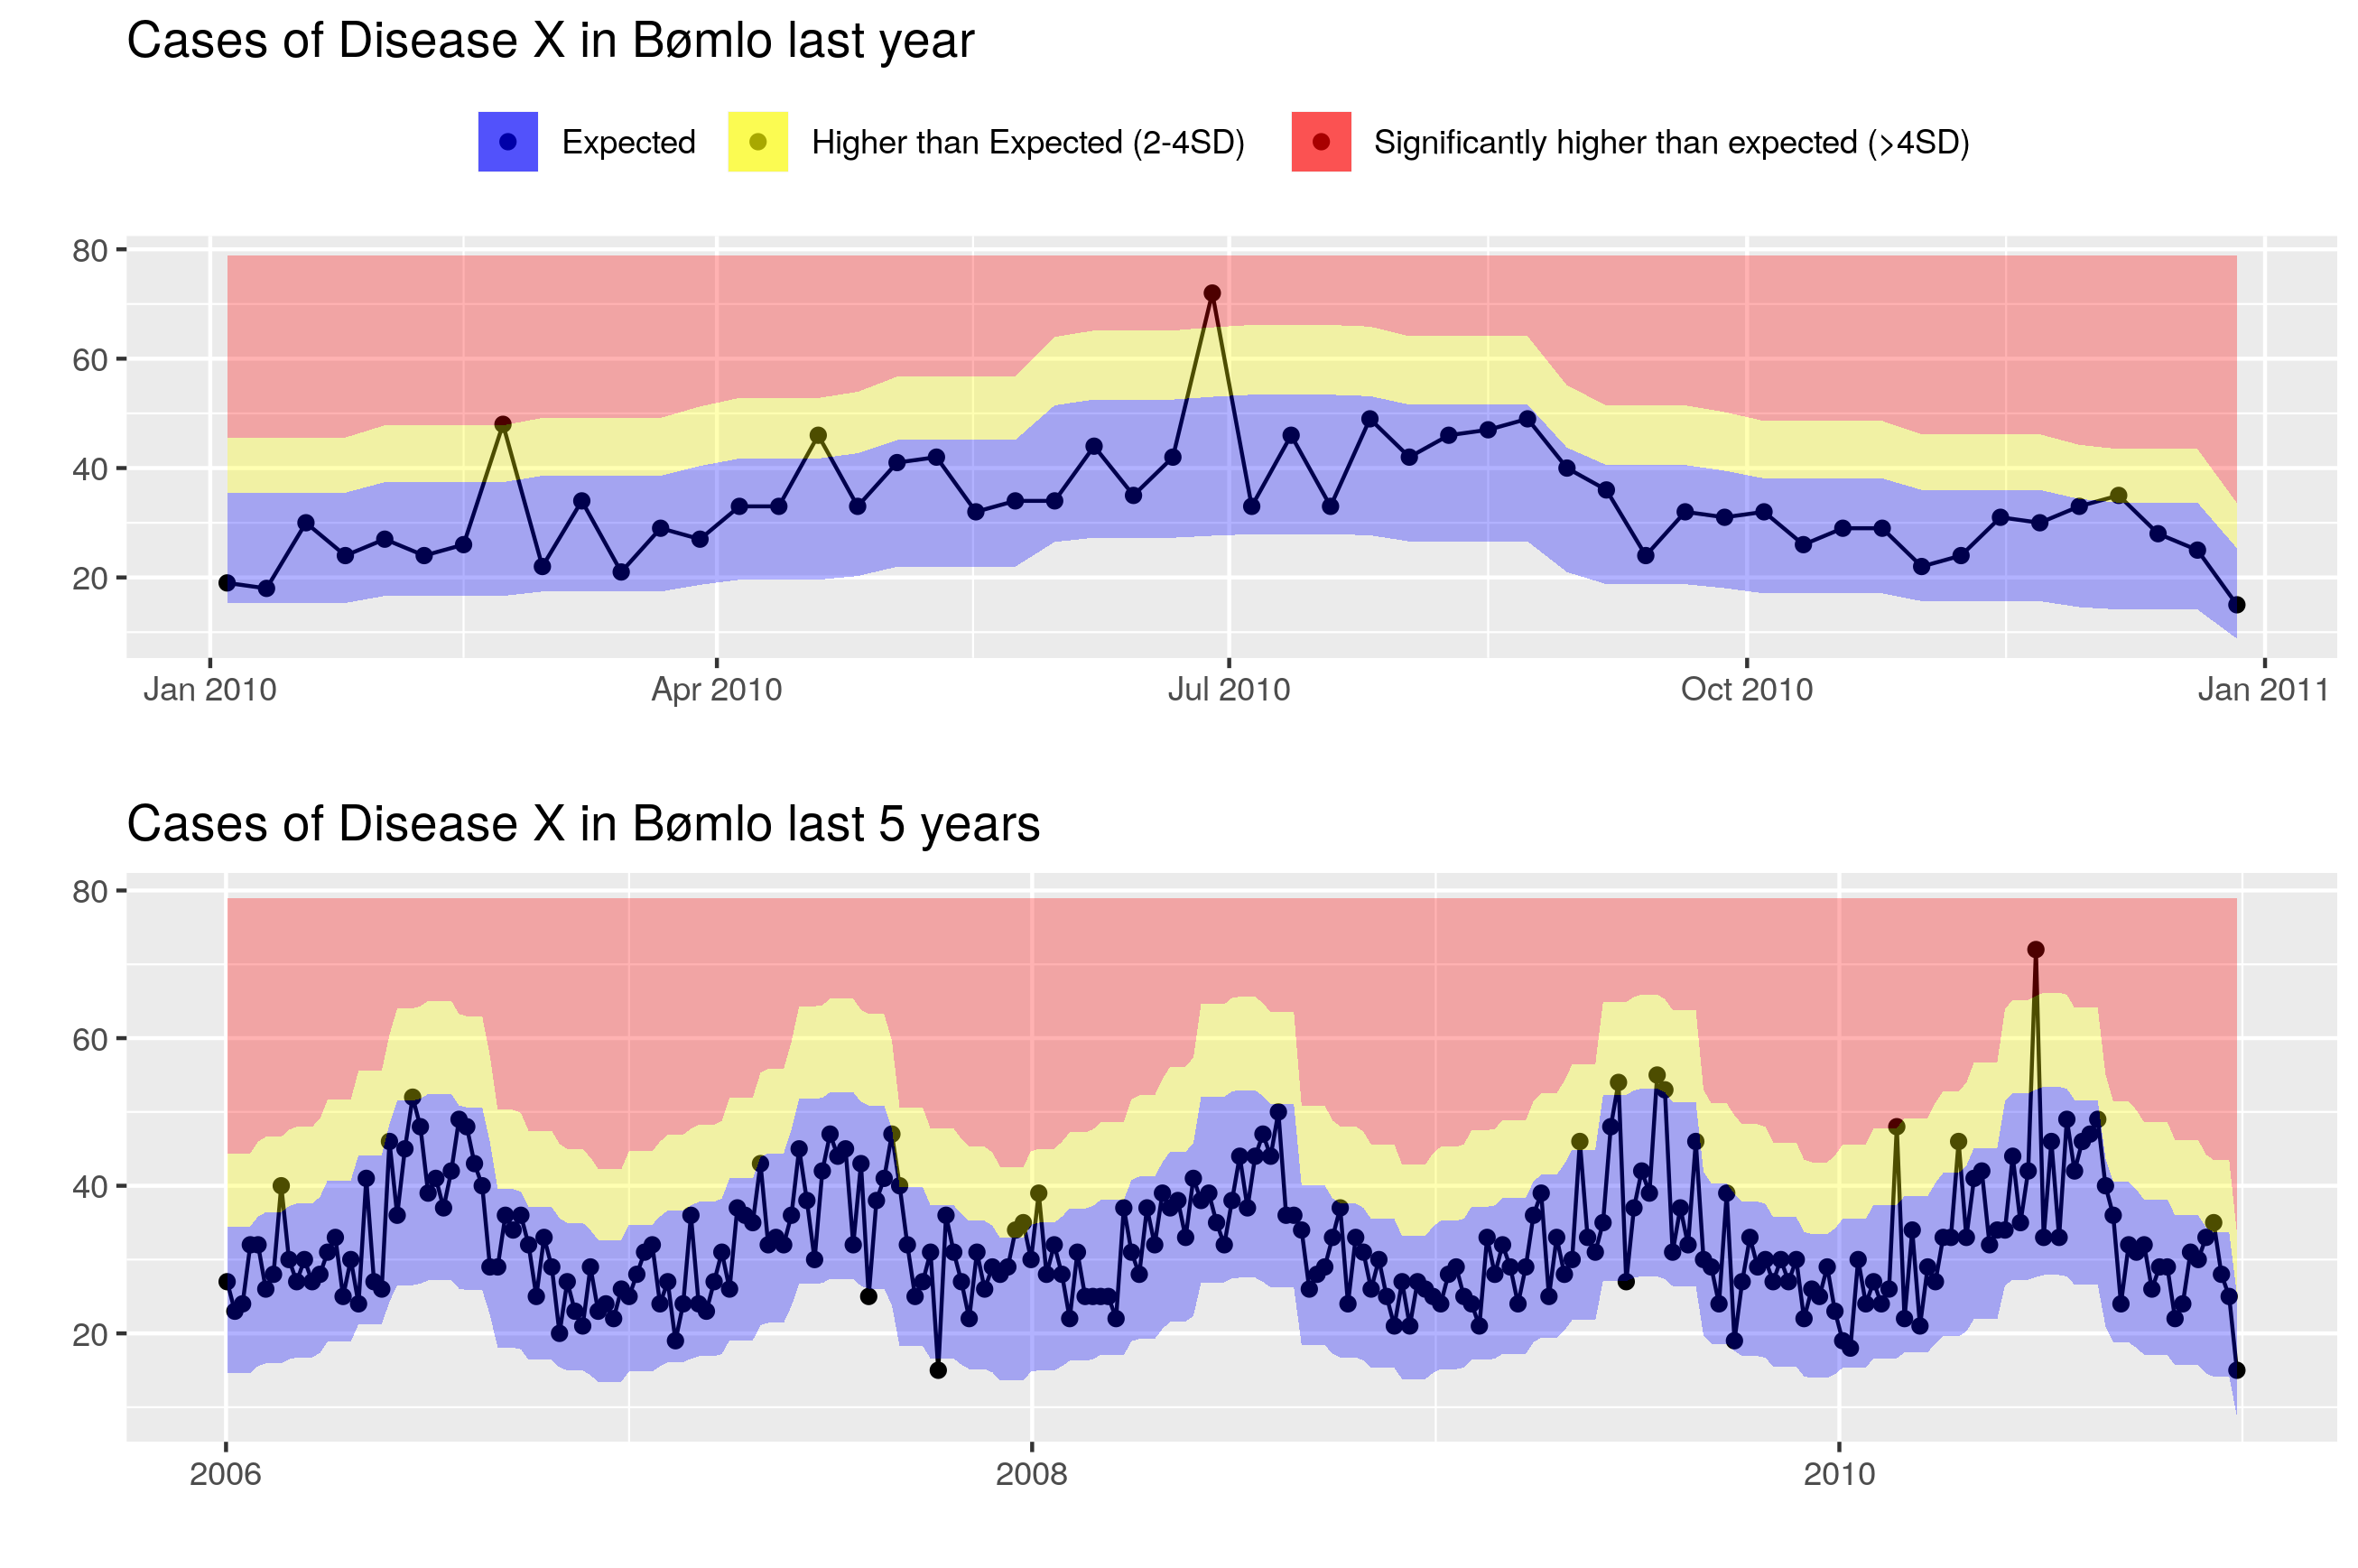 Cases of Disease X in Bømlo last year
Expected Higher than Expected (2-4SD) Significantly higher than expected (>4SD)
80
60
40
20
Jan 2010 Apr 2010 Jul 2010 Oct 2010 Jan 2011
Cases of Disease X in Bømlo last 5 years
80
60
40
20
2006 2008 2010